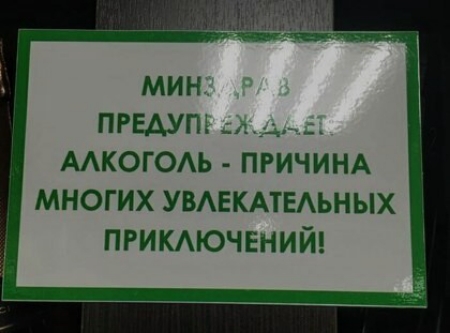 МИНЗДРАВ
ПРЕДУПРЕЖДАЕТ:
АЛКОГОЛЬ - ПРИЧИНА
МНОГИХ УВЛЕКАТЕЛЬНЫХ
ПРИКЛЮЧЕНИЙ!